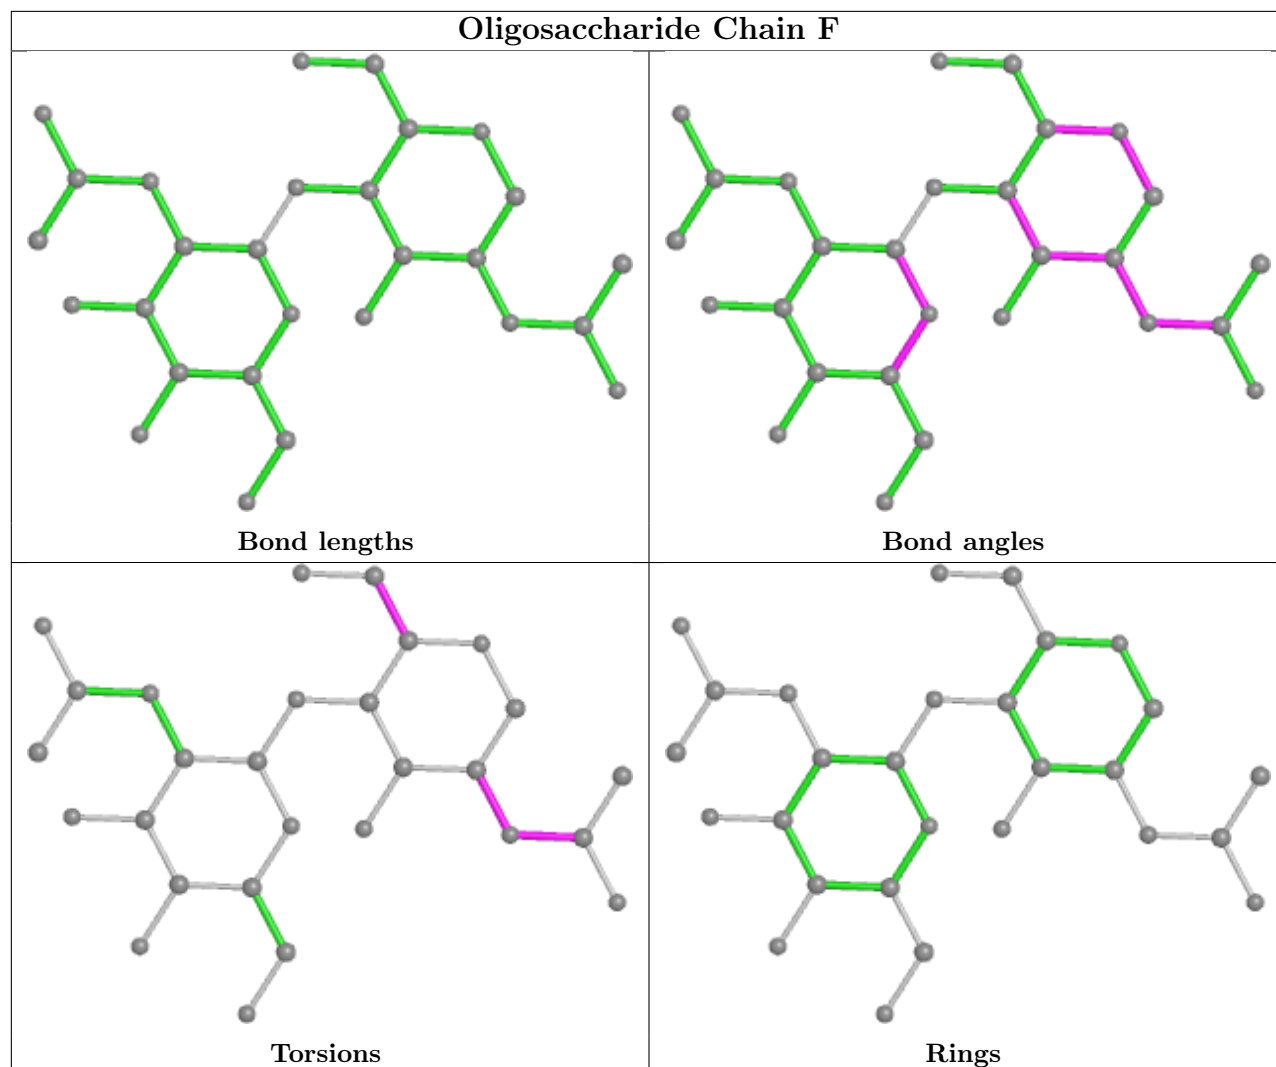 Oligosaccharide Chain F
Bond lengths
Bond angles
Torsions
Rings